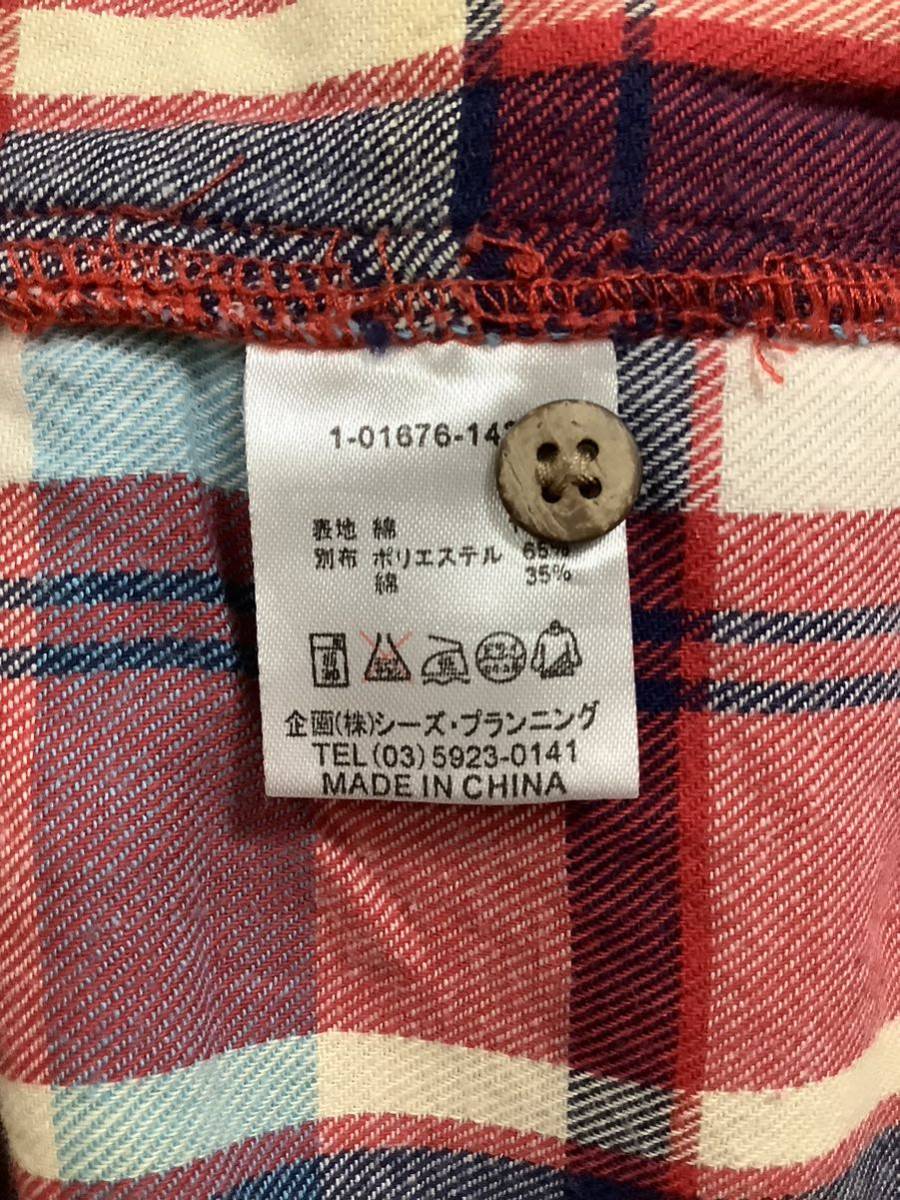 1-01676-14
表地 綿
別布 ポリエステル 65%
綿 35%
企画(株)シーズ・プランニング
TEL(03)5923-0141
MADE IN CHINA